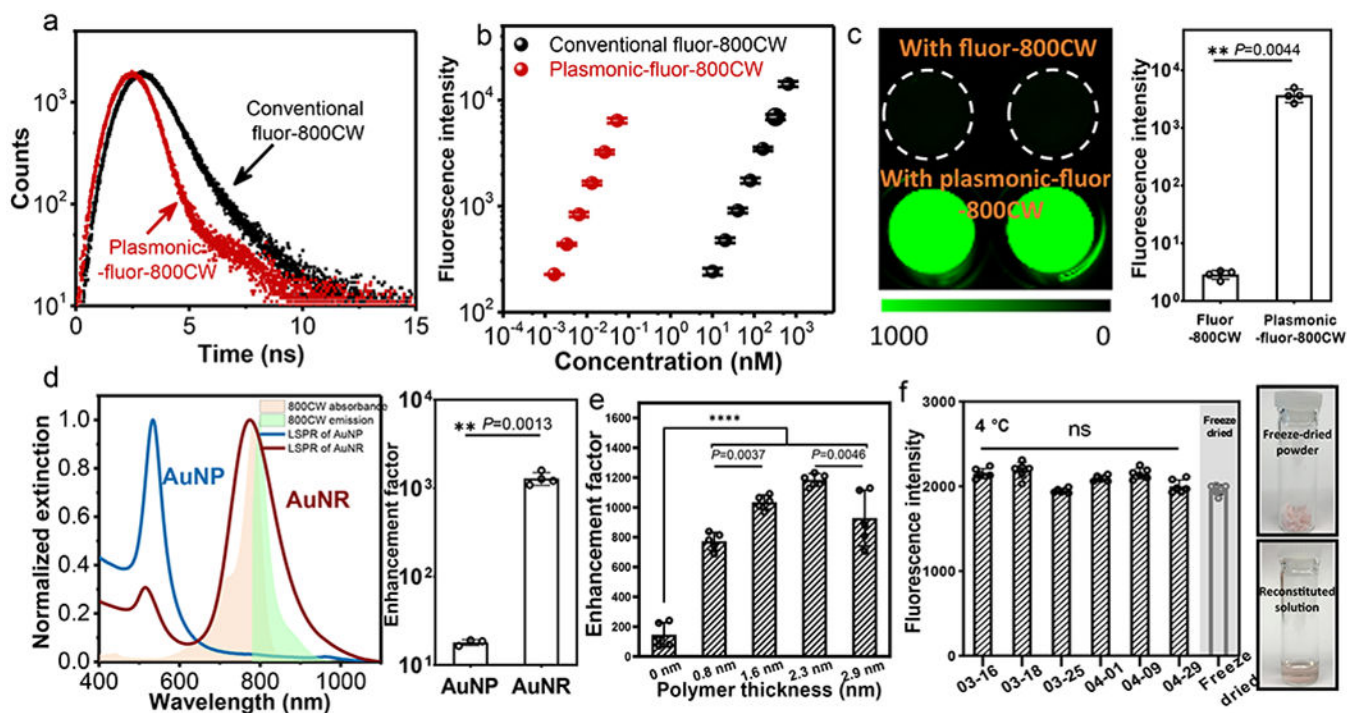 a
Counts
10³
10²
10¹
0
5
10
15
Time (ns)
Conventional
fluor-800CW
Plasmonic
-fluor-800CW
b
Fluorescence intensity
10⁴
10³
10²
10⁻⁴
10⁻³
10⁻²
10⁻¹
10⁰
10¹
10²
10³
Concentration (nM)
Conventional fluor-800CW
Plasmonic-fluor-800CW
c
With fluor-800CW
With plasmonic-fluor
-800CW
1000
0
Fluorescence intensity
** P=0.0044
10⁴
10³
10²
10¹
10⁰
Fluor
-800CW
Plasmonic
-fluor-800CW
d
Normalized extinction
1.0
0.8
0.6
0.4
0.2
0.0
400
600
800
1000
Wavelength (nm)
800CW absorbance
800CW emission
LSPR of AuNP
LSPR of AuNR
AuNP
AuNR
Enhancement factor
10⁴
10³
10²
10¹
** P=0.0013
AuNP
AuNR
e
Enhancement factor
1600
1400
1200
1000
800
600
400
200
0
****
P=0.0037
P=0.0046
0 nm
0.8 nm
1.6 nm
2.3 nm
2.9 nm
Polymer thickness (nm)
f
Fluorescence intensity
3000
2000
1000
0
4 °C
ns
Freeze
dried
03-16
03-18
03-25
04-01
04-09
04-29
Freeze
dried
Freeze-dried
powder
Reconstituted
solution